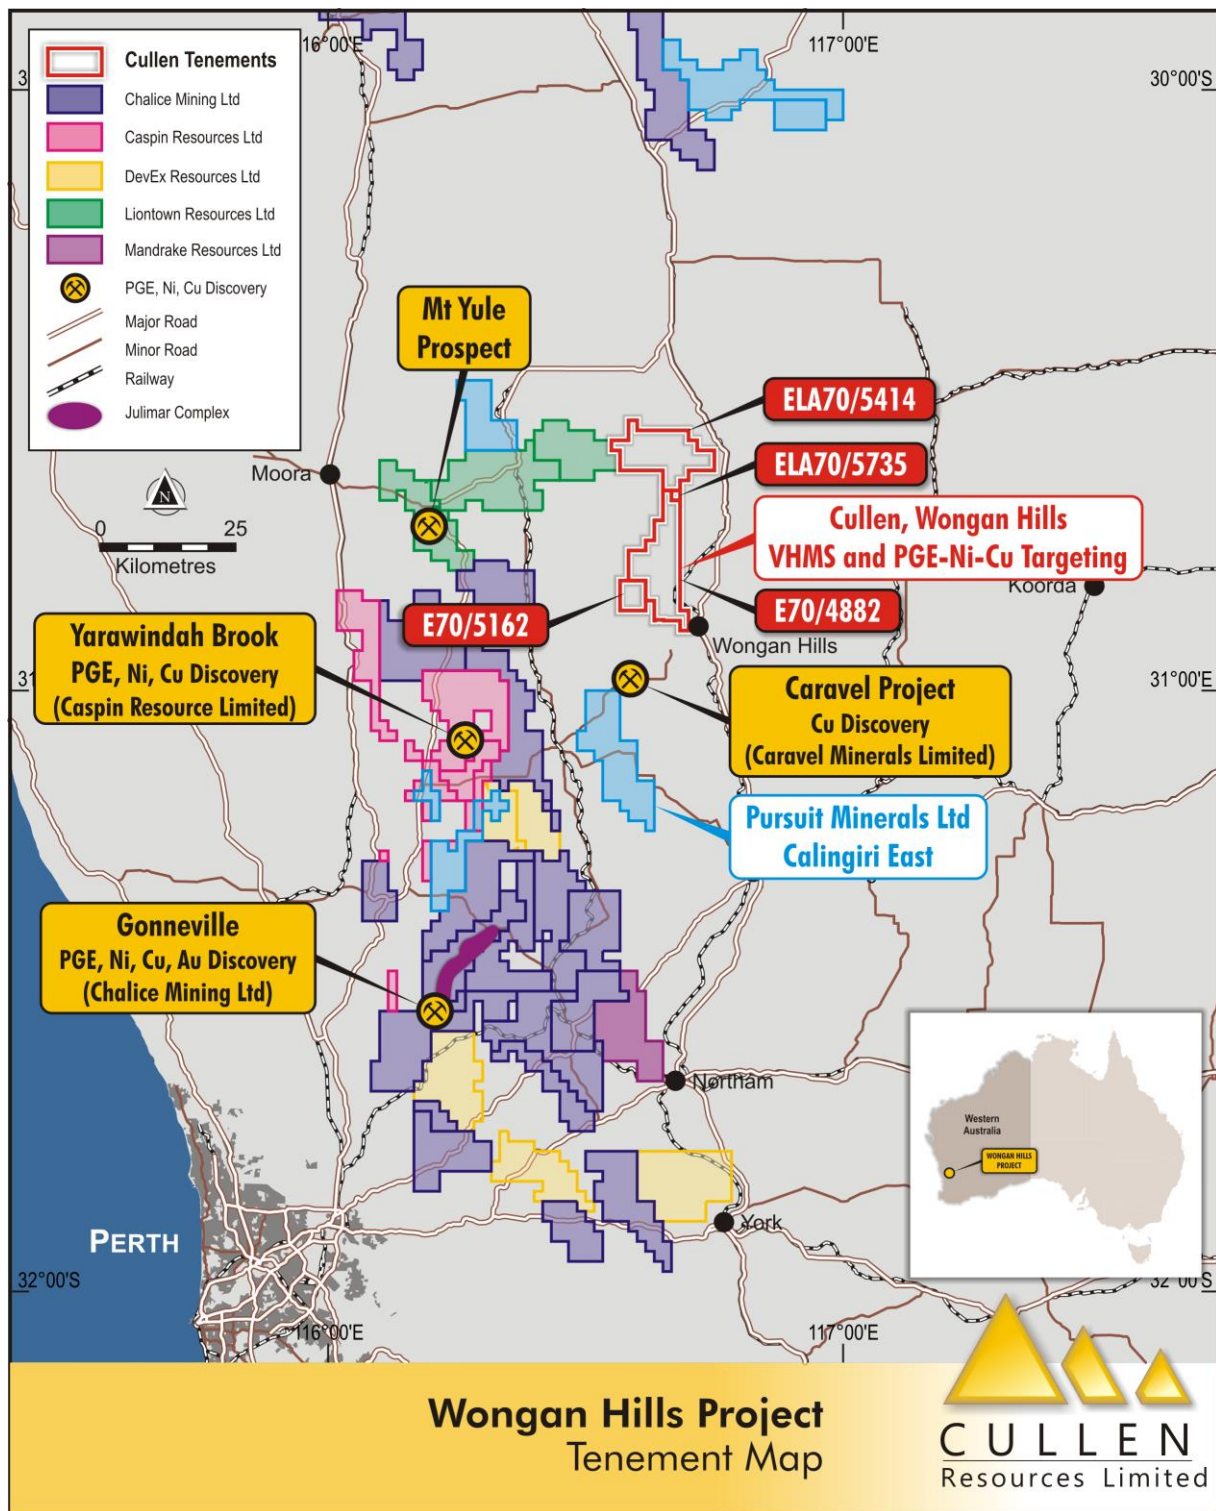 Cullen Tenements
Chalice Mining Ltd
Caspin Resources Ltd
DevEx Resources Ltd
Liontown Resources Ltd
Mandrake Resources Ltd
PGE, Ni, Cu Discovery
Major Road
Minor Road
Railway
Julimar Complex
6°00'E
117°00'E
3
30°00'S
Mt Yule
Prospect
ELA70/5414
Moora
ELA70/5735
N
0 25
Kilometres
Cullen, Wongan Hills
VHMS and PGE-Ni-Cu Targeting
Koorda
E70/5162
E70/4882
Wongan Hills
Yarawindah Brook
PGE, Ni, Cu Discovery
(Caspin Resource Limited)
31
31°00'E
Caravel Project
Cu Discovery
(Caravel Minerals Limited)
Pursuit Minerals Ltd
Calingiri East
Gonneville
PGE, Ni, Cu, Au Discovery
(Chalice Mining Ltd)
Northam
Western
Australia
WONGAN HILLS
PROJECT
PERTH
York
32°00'S
32°00'S
116°00'E
117°00'E
Wongan Hills Project
Tenement Map
CULLEN
Resources Limited